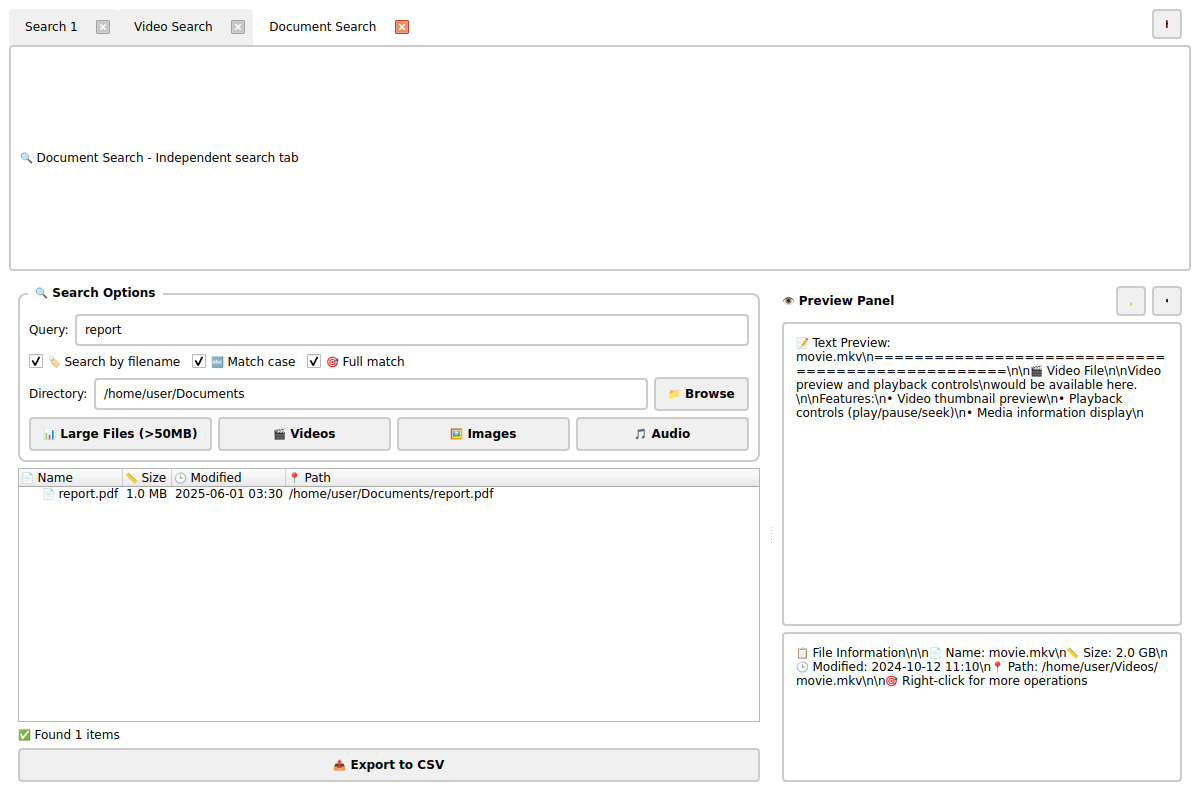 Search 1
Video Search
Document Search
🔍 Document Search - Independent search tab
🔍 Search Options
Query: report
🏷️ Search by filename 🔤 Match case 🎯 Full match
Directory: /home/user/Documents
📁 Browse
📊 Large Files (>50MB)
🎬 Videos
🖼️ Images
🎵 Audio
📄 Name 📏 Size 🕒 Modified 📍 Path
📄 report.pdf 1.0 MB 2025-06-01 03:30 /home/user/Documents/report.pdf
✅ Found 1 items
📤 Export to CSV
👁️ Preview Panel
📝 Text Preview:
movie.mkv\n=============================
=====================\n\n🎬 Video File\n\nVideo
preview and playback controls\nwould be available here.
\n\nFeatures:\n• Video thumbnail preview\n• Playback
controls (play/pause/seek)\n• Media information display\n
📋 File Information\n\n📄 Name: movie.mkv\n📏 Size: 2.0 GB\n
🕒 Modified: 2024-10-12 11:10\n📍 Path: /home/user/Videos/
movie.mkv\n\n🎯 Right-click for more operations